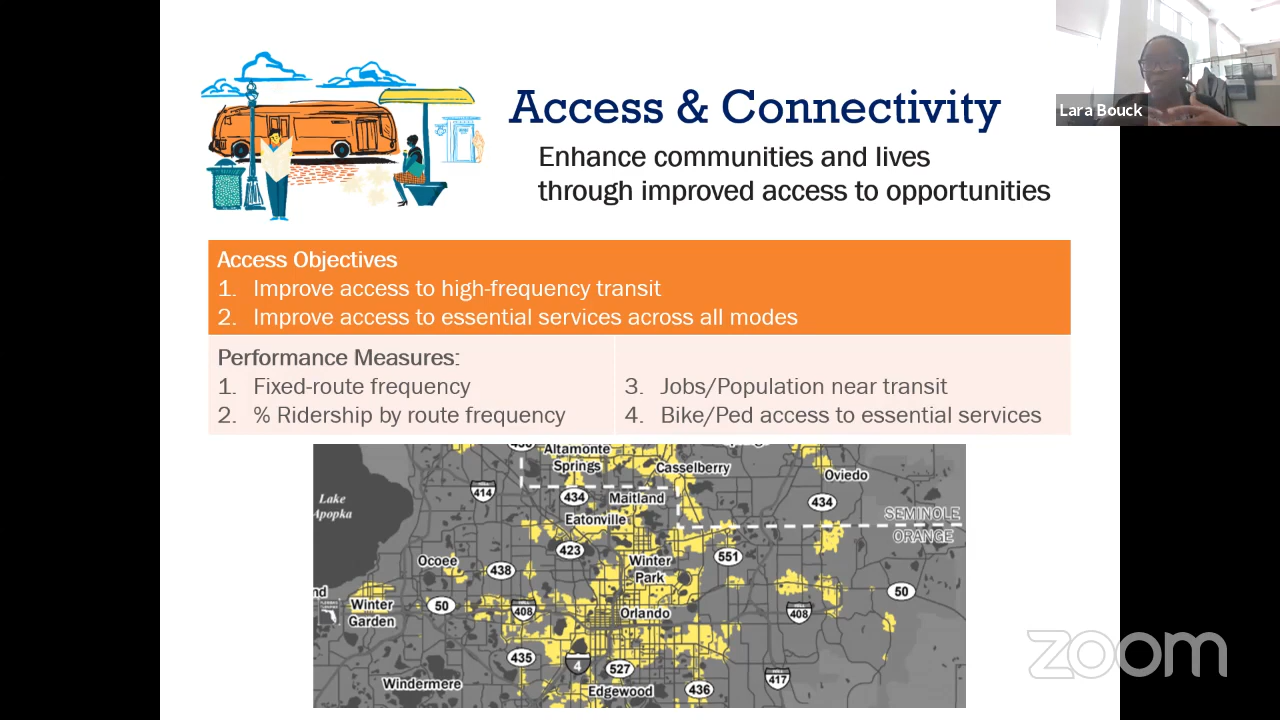 Lara Bouck
Access & Connectivity
Enhance communities and lives
through improved access to opportunities
Access Objectives
1. Improve access to high-frequency transit
2. Improve access to essential services across all modes
Performance Measures:
1. Fixed-route frequency
2. % Ridership by route frequency
3. Jobs/Population near transit
4. Bike/Ped access to essential services
Altamonte
Springs
Casselberry
Oviedo
Lake
Apopka
414
434
Maitland
434
SEMINOLE
Eatonville
ORANGE
423
551
Ocoee
438
Winter
Park
50
nd
Winter
Garden
50
408
Orlando
408
435
4
527
417
Windermere
Edgewood
436
zoom